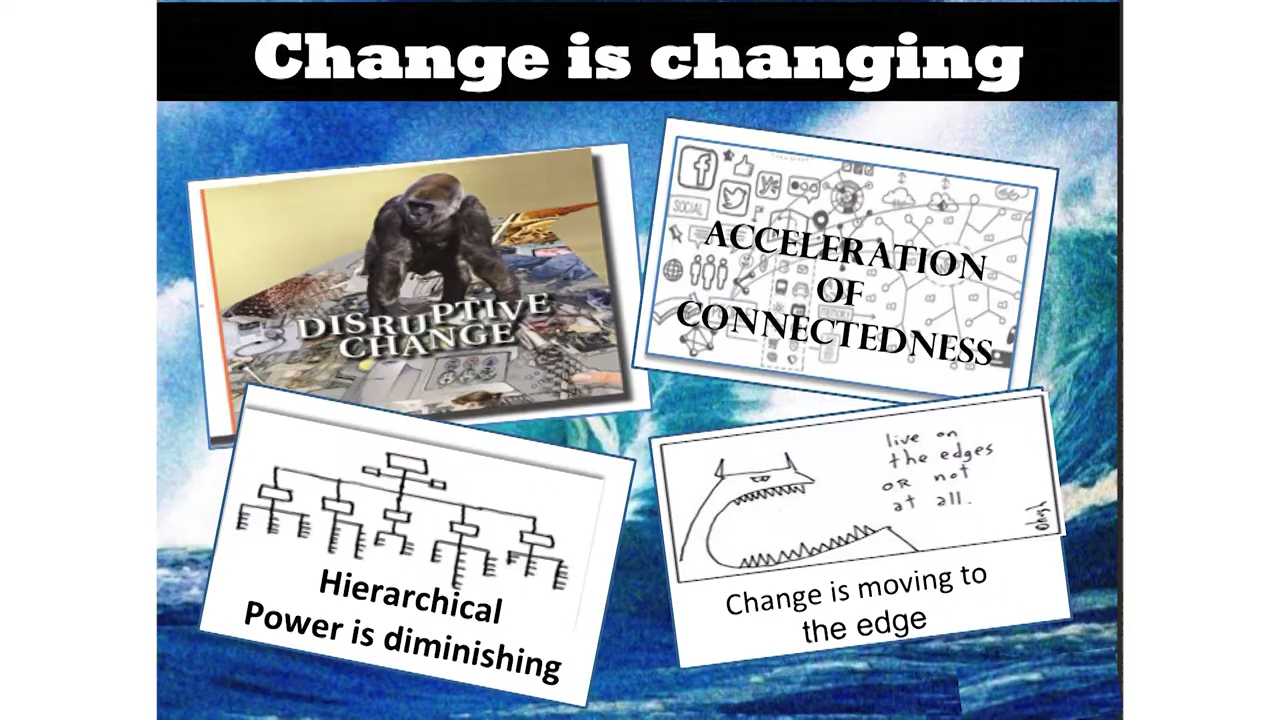 Change is changing
DISRUPTIVE
CHANGE
SOCIAL
ACCELERATION
OF
CONNECTEDNESS
Hierarchical
Power is diminishing
live on
the edges
OR not
at all.
Change is moving to
the edge